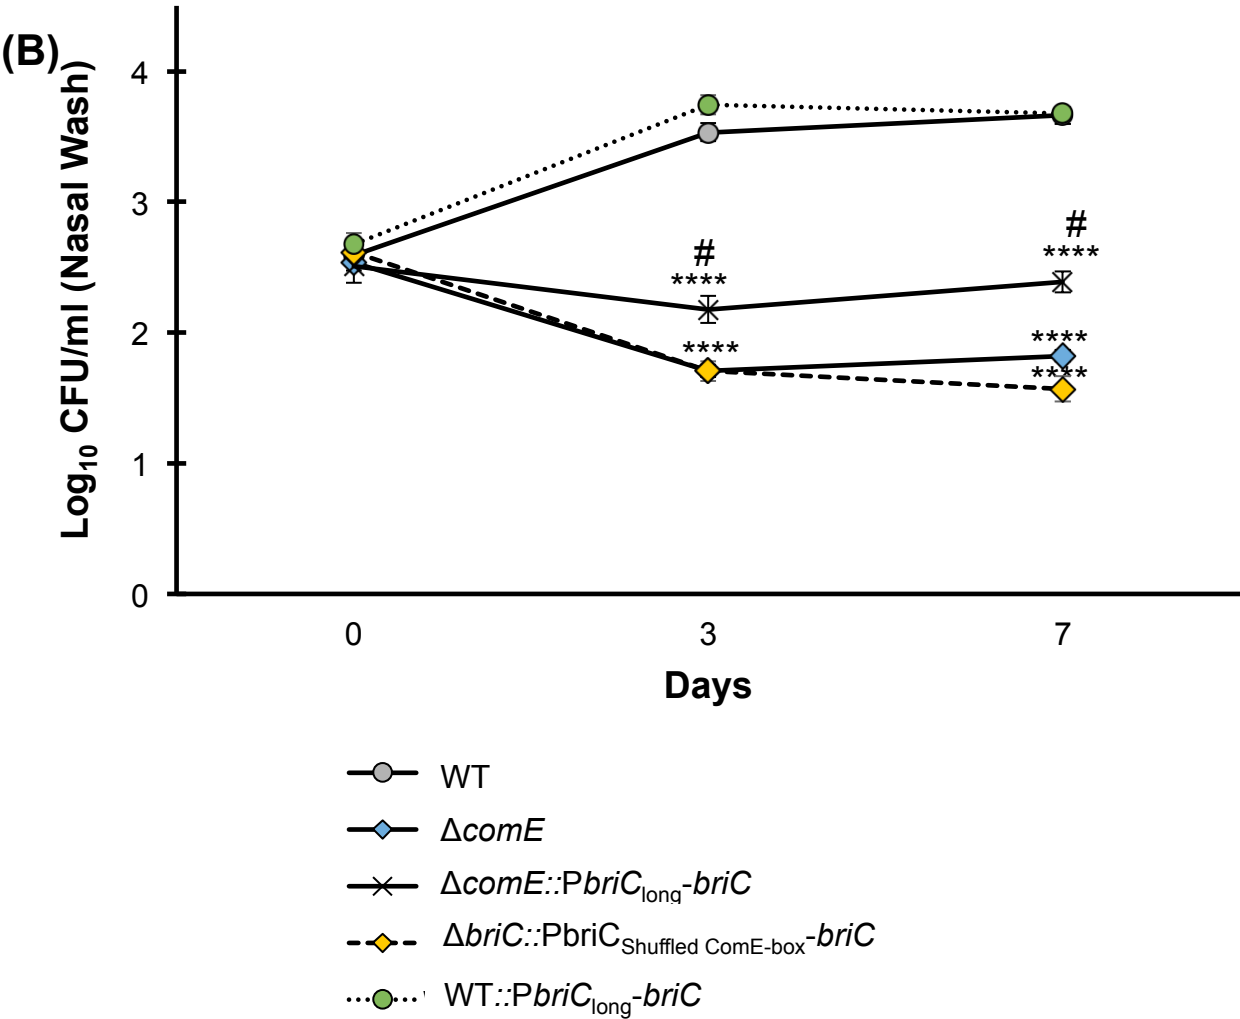 (B)
Log10 CFU/ml (Nasal Wash)
4
3
2
1
0
#
****
#
****
****
****
****
0 3 7
Days
WT
ΔcomE
ΔcomE::PbriClong-briC
ΔbriC::PbriCShuffled ComE-box-briC
WT::PbriClong-briC